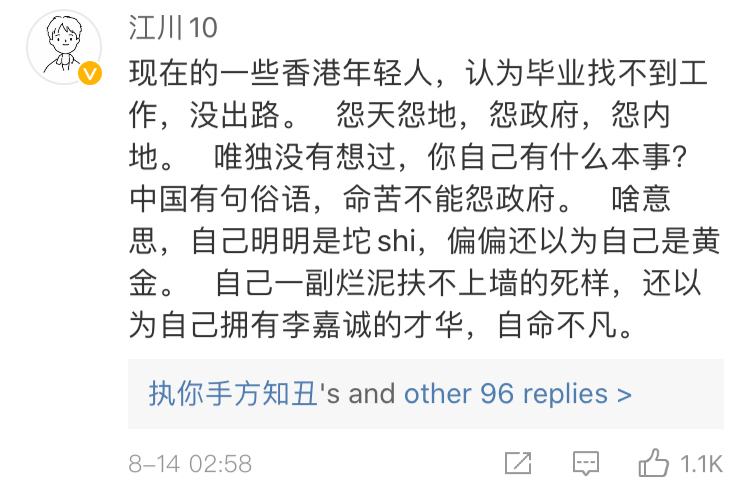 江川10
现在的一些香港年轻人，认为毕业找不到工
作，没出路。 怨天怨地，怨政府，怨内
地。 唯独没有想过，你自己有什么本事？
中国有句俗语，命苦不能怨政府。 啥意
思，自己明明是坨shi，偏偏还以为自己是黄
金。 自己一副烂泥扶不上墙的死样，还以
为自己拥有李嘉诚的才华，自命不凡。
执你手方知丑's and other 96 replies >
8-14 02:58
1.1K